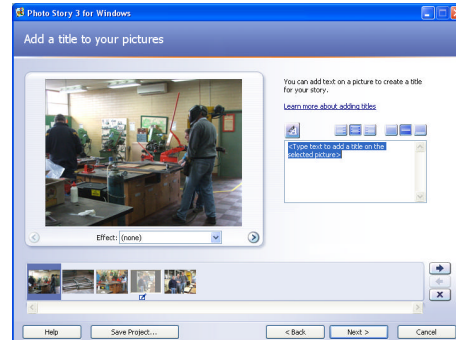 Photo Story 3 for Windows
Add a title to your pictures
You can add text on a picture to create a title
for your story.
Learn more about adding titles
<Type text to add a title on the
selected picture>
Effect: (none)
Help
Save Project...
< Back
Next >
Cancel